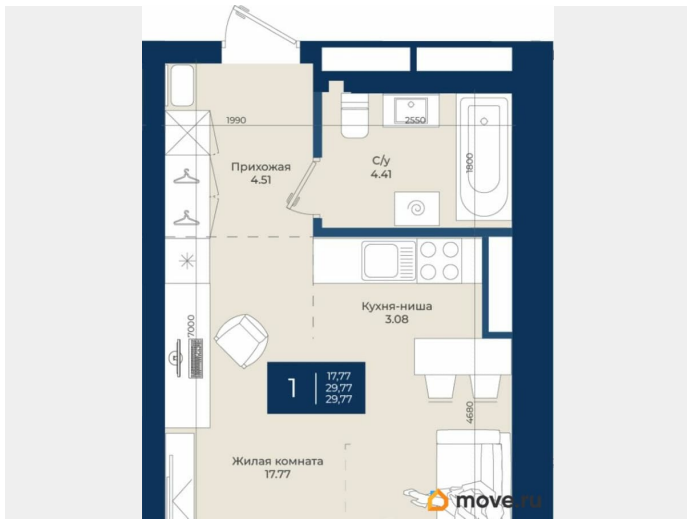 1990
2550
Прихожая
4.51
С/у
4.41
1800
Кухня-ниша
3.08
7000
1
17,77
29,77
29,77
4680
Жилая комната
17.77
move.ru